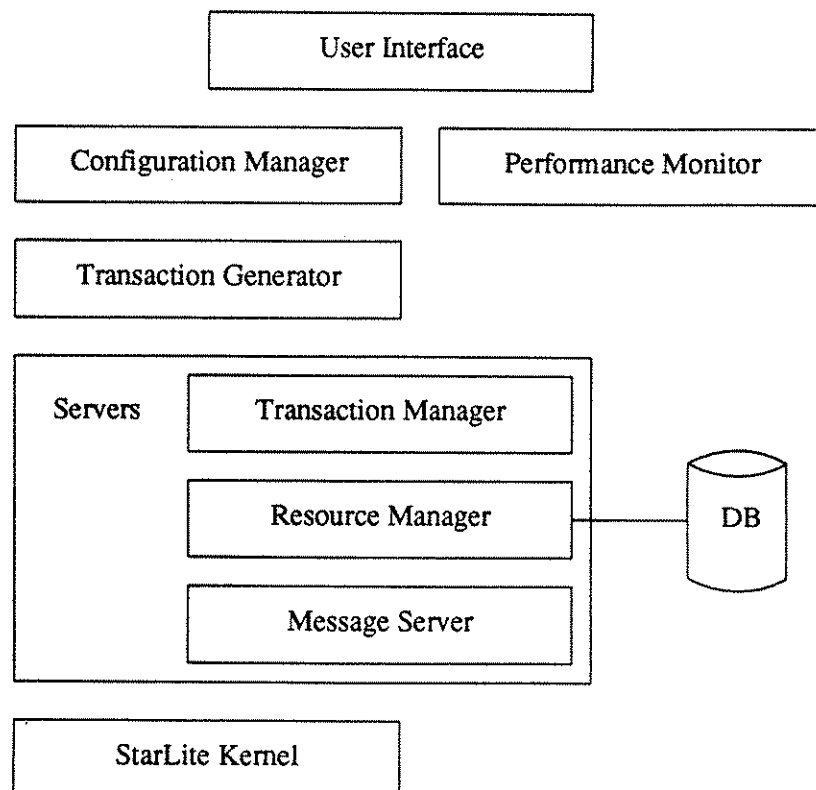 User Interface
Configuration Manager
Performance Monitor
Transaction Generator
Servers
Transaction Manager
Resource Manager
DB
Message Server
StarLite Kernel